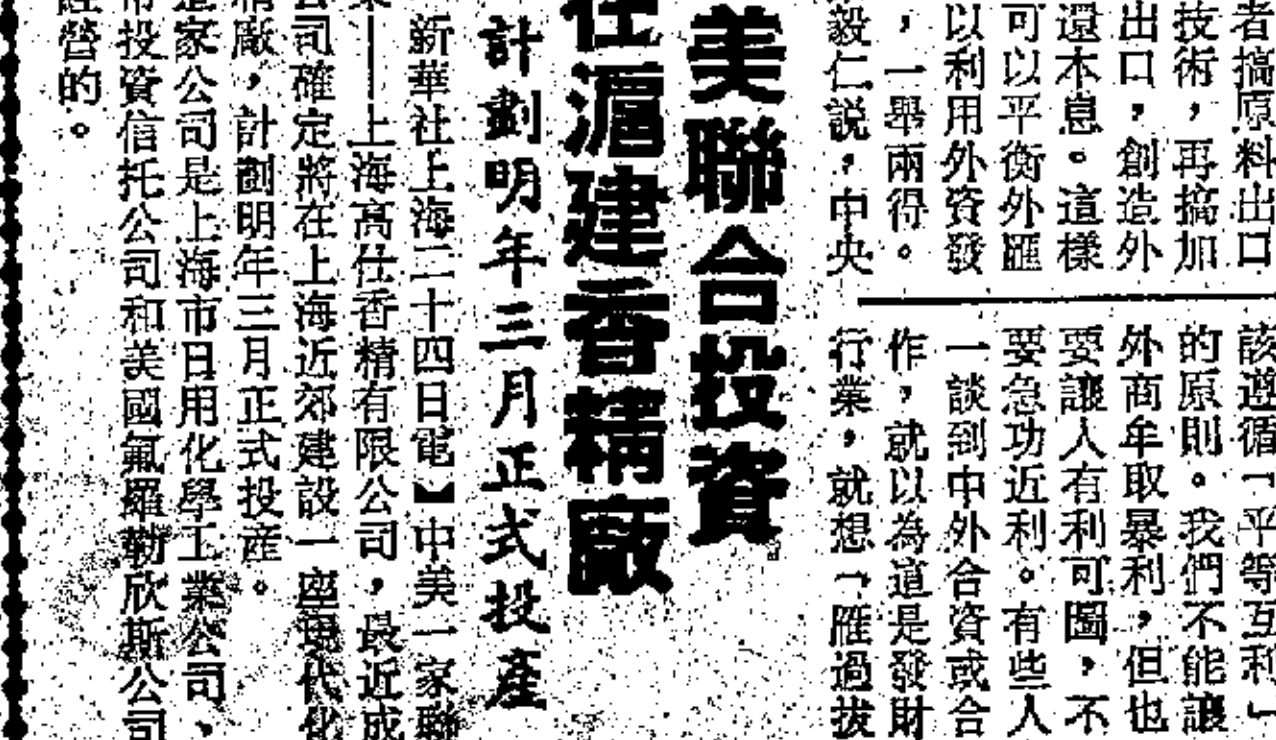 者搞原料出口
技術，再搞加
出口，創造外
還本息。這樣
可以平衡外匯
以利用外資發
，一舉兩得。
毅仁説，中央
該遵循「平等互利」
的原則。我們不能讓
外商牟取暴利，但也
要讓人有利可圖，不
要急功近利。有些人
一談到中外合資或合
作，就以為這是發財
行業，就想「雁過拔
美聯合投資
在滬建香精廠
計劃明年三月正式投產
新華社上海二十四日電】中美一家聯
業——上海高仕香精有限公司，最近成
公司確定將在上海近郊建設一座現代化
精廠，計劃明年三月正式投産。
這家公司是上海市日用化學工業公司，
市投資信托公司和美國氟羅勒欣斯公司
經營的。